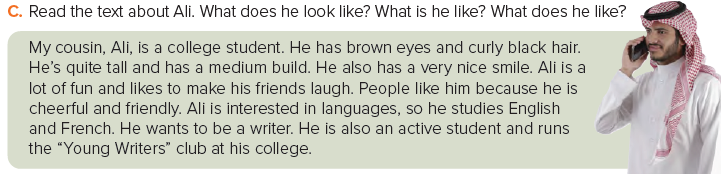 C. Read the text about Ali. What does he look like? What is he like? What does he like?
My cousin, Ali, is a college student. He has brown eyes and curly black hair.
He's quite tall and has a medium build. He also has a very nice smile. Ali is a
lot of fun and likes to make his friends laugh. People like him because he is
cheerful and friendly. Ali is interested in languages, so he studies English
and French. He wants to be a writer. He is also an active student and runs
the “Young Writers” club at his college.